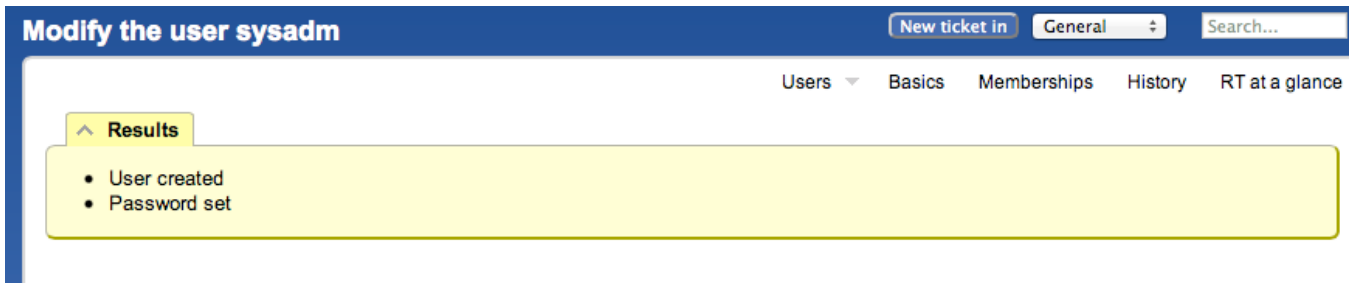 Modify the user sysadm New ticket in General Search...
Users Basics Memberships History RT at a glance
Results
• User created
• Password set